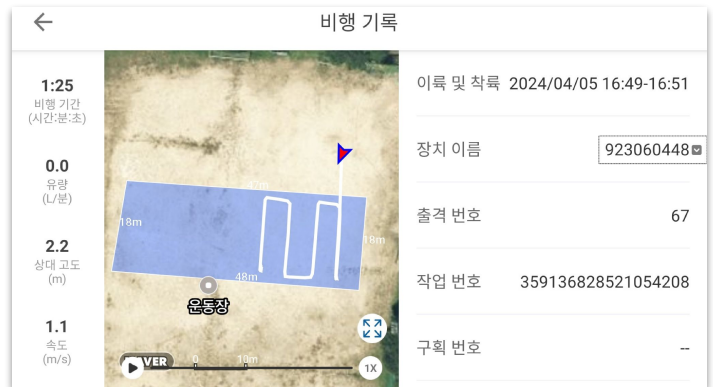 비행 기록
1:25
비행 기간
(시간:분:초)
0.0
유량
(L/분)
2.2
상대 고도
(m)
1.1
속도
(m/s)
18m
18m
48m
운동장
0
10m
1X
이륙 및 착륙 2024/04/05 16:49-16:51
장치 이름 923060448
출격 번호 67
작업 번호 359136828521054208
구획 번호 --